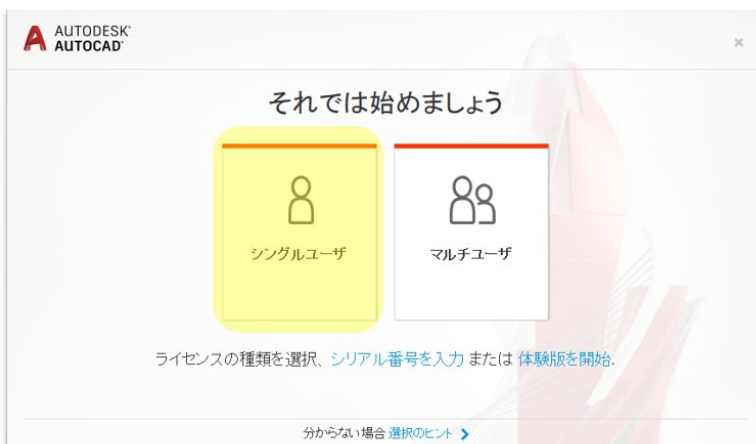 AUTODESK®
AUTOCAD®
それでは始めましょう
シングルユーザ
マルチユーザ
ライセンスの種類を選択、シリアル番号を入力 または 体験版を開始.
分からない場合 選択のヒント